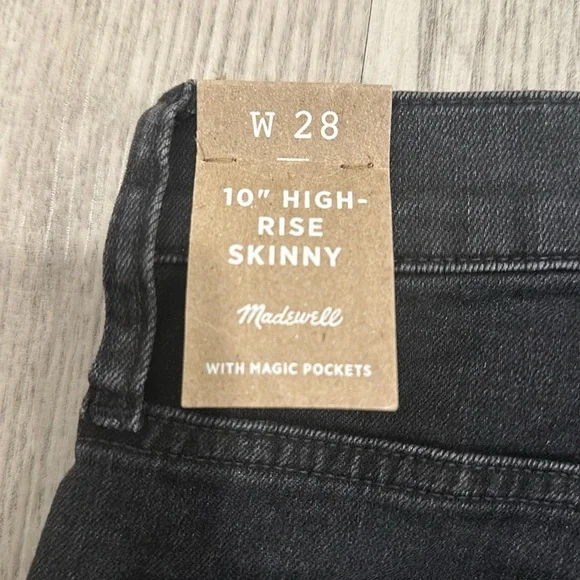 W 28
10" HIGH-
RISE
SKINNY
Madewell
WITH MAGIC POCKETS